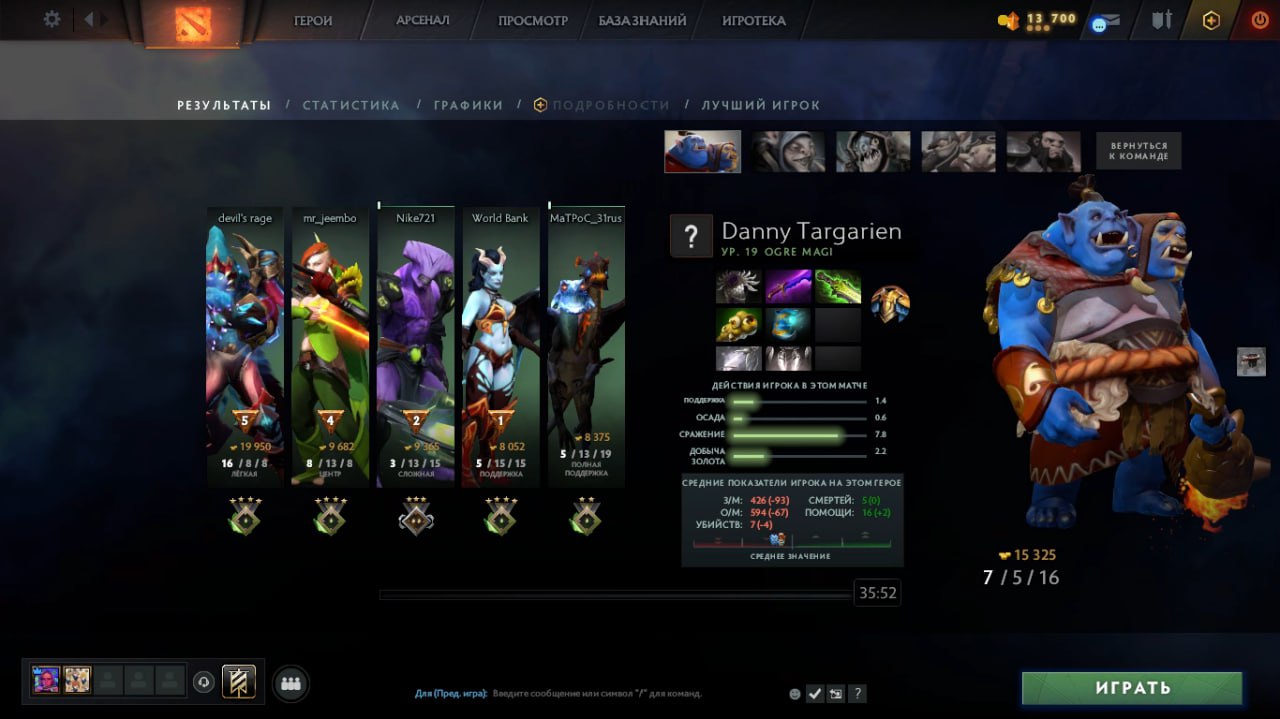 ГЕРОИ АРСЕНАЛ ПРОСМОТР БАЗА ЗНАНИЙ ИГРОТЕКА 13 700
РЕЗУЛЬТАТЫ / СТАТИСТИКА / ГРАФИКИ / ПОДРОБНОСТИ / ЛУЧШИЙ ИГРОК
ВЕРНУТЬСЯ
К КОМАНДЕ
devil's rage mr_jeembo Nike721 World Bank MaTPoC_31rus
5 4 2 1
19 950 9 682 9 365 8 052 8 375
16 / 8 / 8 8 / 13 / 8 3 / 13 / 15 5 / 15 / 15 5 / 13 / 19
ЛЁГКАЯ ЦЕНТР СЛОЖНАЯ ПОДДЕРЖКА ПОЛНАЯ
ПОДДЕРЖКА
?
Danny Targarien
УР. 19 OGRE MAGI
ДЕЙСТВИЯ ИГРОКА В ЭТОМ МАТЧЕ
ПОДДЕРЖКА 1.4
ОСАДА 0.6
СРАЖЕНИЕ 7.8
ДОБЫЧА
ЗОЛОТА 2.2
СРЕДНИЕ ПОКАЗАТЕЛИ ИГРОКА НА ЭТОМ ГЕРОЕ
З/М: 426 (-93) СМЕРТЕЙ: 5 (0)
О/М: 594 (-67) ПОМОЩИ: 16 (+2)
УБИЙСТВ: 7 (-4)
СРЕДНЕЕ ЗНАЧЕНИЕ
15 325
7 / 5 / 16
35:52
Для (Пред. игра): Введите сообщение или символ "/" для команд.
?
ИГРАТЬ